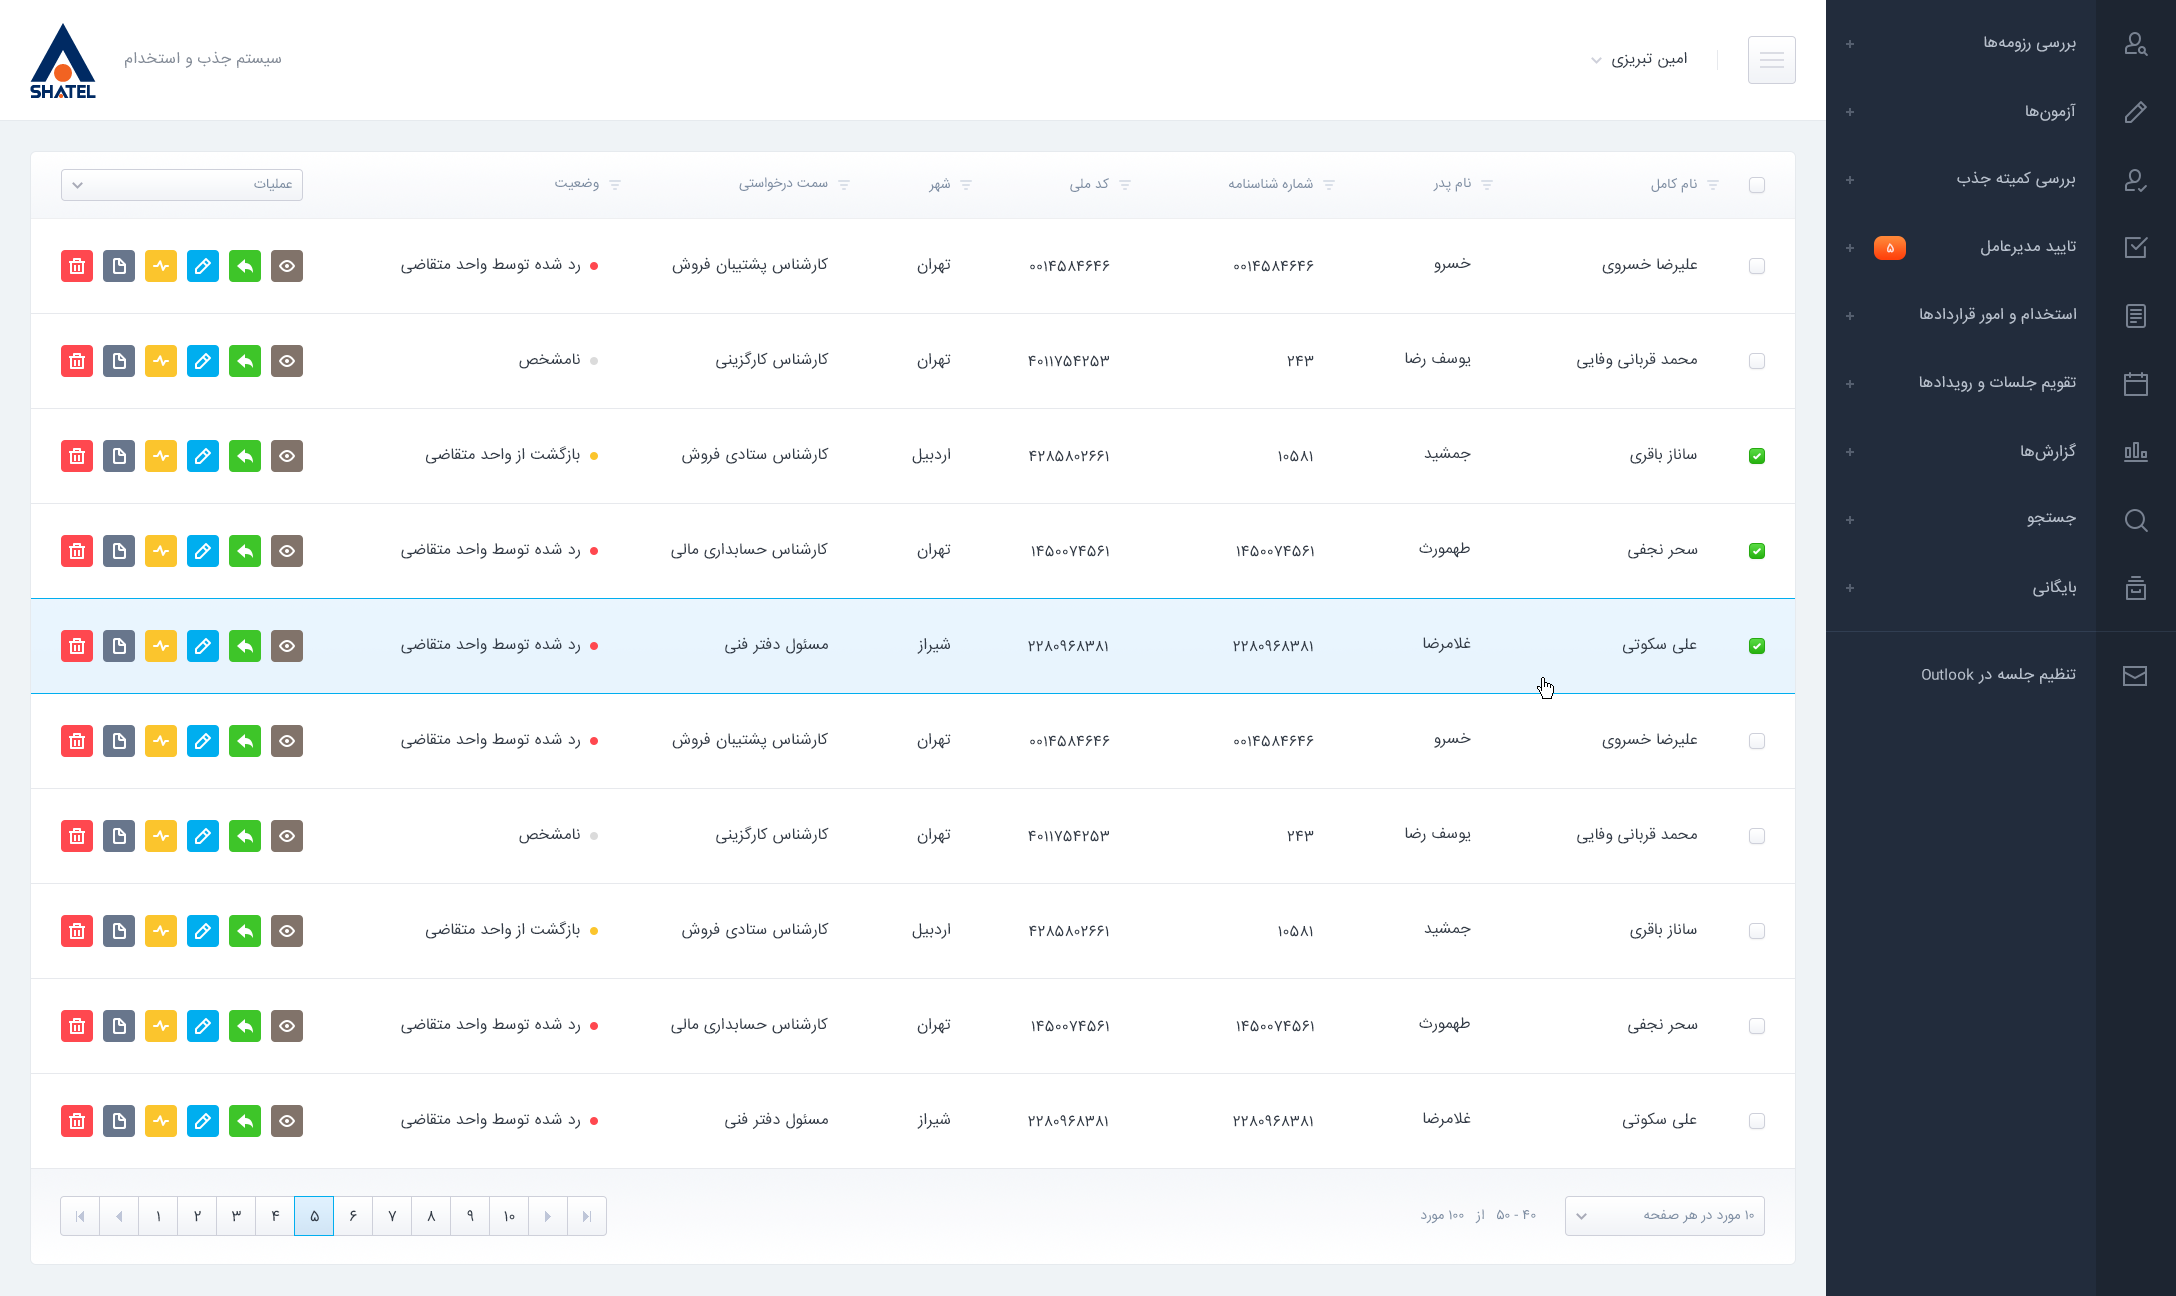 بررسی رزومه‌ها
آزمون‌ها
بررسی کمیته جذب
تایید مدیرعامل ۵
استخدام و امور قراردادها
تقویم جلسات و رویدادها
گزارش‌ها
جستجو
بایگانی
تنظیم جلسه در Outlook
امین تبریزی
سیستم جذب و استخدام
SHATEL
نام کامل نام پدر شماره شناسنامه کد ملی شهر سمت درخواستی وضعیت عملیات
علیرضا خسروی خسرو ۰۰۱۴۵۸۴۶۴۶ ۰۰۱۴۵۸۴۶۴۶ تهران کارشناس پشتیبان فروش رد شده توسط واحد متقاضی
محمد قربانی وفایی یوسف رضا ۲۴۳ ۴۰۱۱۷۵۴۲۵۳ تهران کارشناس کارگزینی نامشخص
ساناز باقری جمشید ۱۰۵۸۱ ۴۲۸۵۸۰۲۶۶۱ اردبیل کارشناس ستادی فروش بازگشت از واحد متقاضی
سحر نجفی طهمورث ۱۴۵۰۰۷۴۵۶۱ ۱۴۵۰۰۷۴۵۶۱ تهران کارشناس حسابداری مالی رد شده توسط واحد متقاضی
علی سکوتی غلامرضا ۲۲۸۰۹۶۸۳۸۱ ۲۲۸۰۹۶۸۳۸۱ شیراز مسئول دفتر فنی رد شده توسط واحد متقاضی
علیرضا خسروی خسرو ۰۰۱۴۵۸۴۶۴۶ ۰۰۱۴۵۸۴۶۴۶ تهران کارشناس پشتیبان فروش رد شده توسط واحد متقاضی
محمد قربانی وفایی یوسف رضا ۲۴۳ ۴۰۱۱۷۵۴۲۵۳ تهران کارشناس کارگزینی نامشخص
ساناز باقری جمشید ۱۰۵۸۱ ۴۲۸۵۸۰۲۶۶۱ اردبیل کارشناس ستادی فروش بازگشت از واحد متقاضی
سحر نجفی طهمورث ۱۴۵۰۰۷۴۵۶۱ ۱۴۵۰۰۷۴۵۶۱ تهران کارشناس حسابداری مالی رد شده توسط واحد متقاضی
علی سکوتی غلامرضا ۲۲۸۰۹۶۸۳۸۱ ۲۲۸۰۹۶۸۳۸۱ شیراز مسئول دفتر فنی رد شده توسط واحد متقاضی
۱۰ مورد در هر صفحه ۴۰ - ۵۰ از ۱۰۰ مورد
۱ ۲ ۳ ۴ ۵ ۶ ۷ ۸ ۹ ۱۰